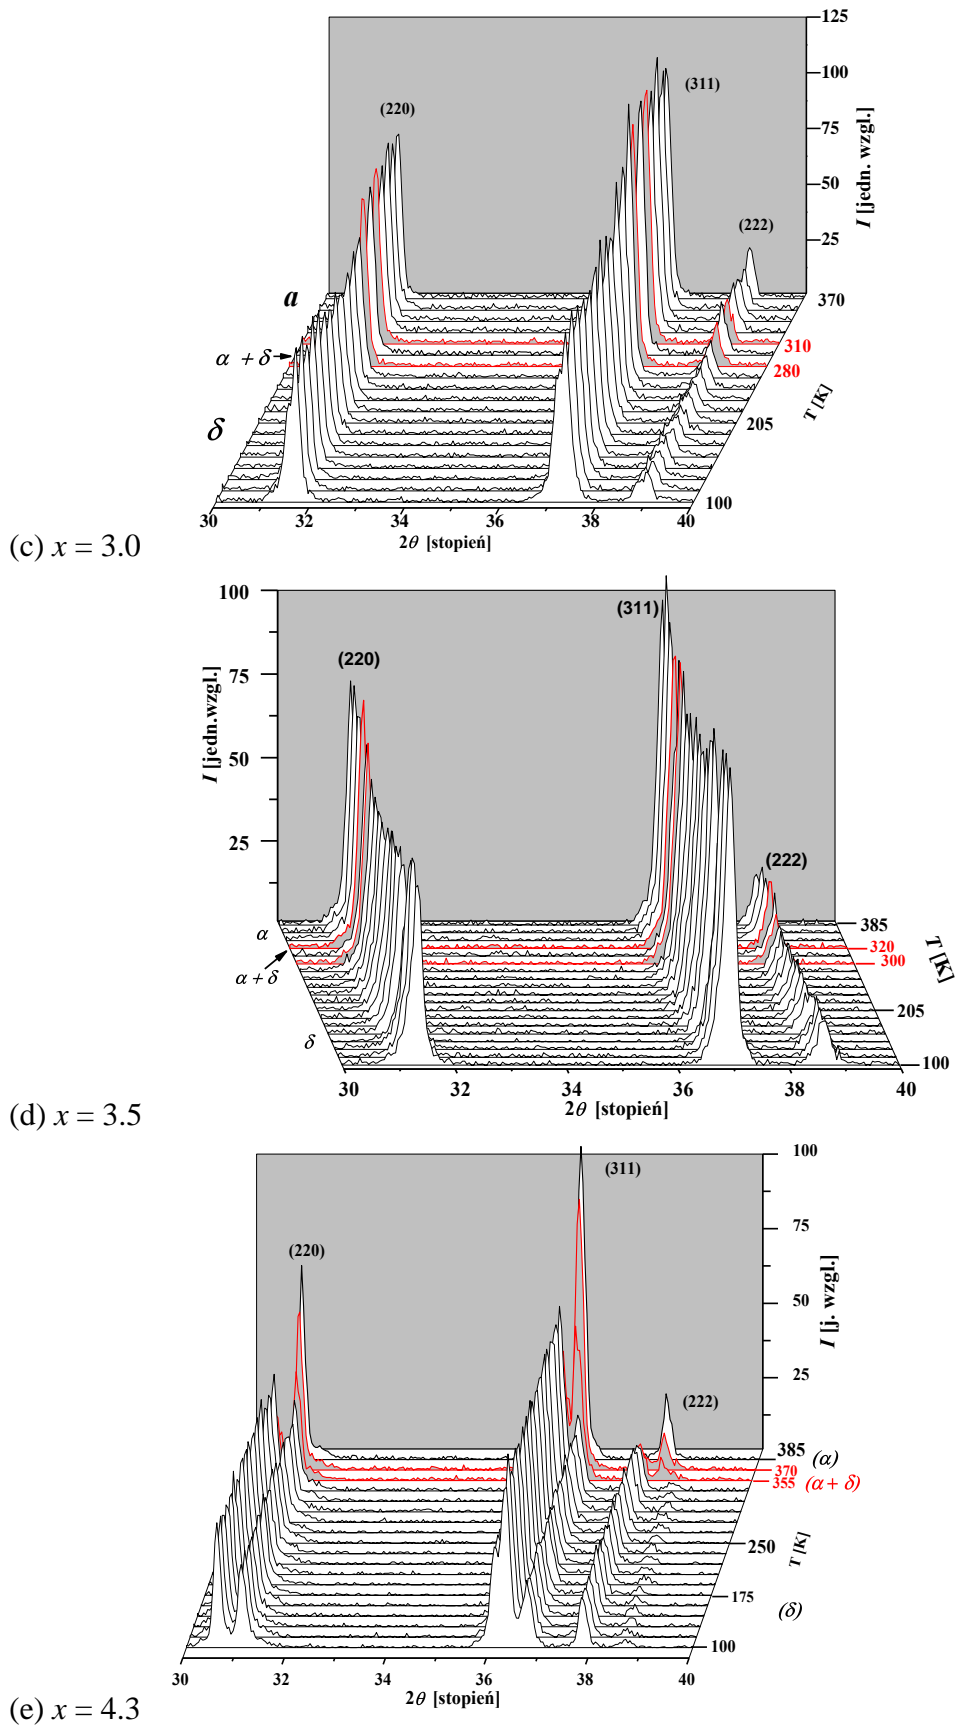 125
100
(311)
(220)
75
I [jedn. wzgl.]
50
(222)
25
a
370
α + δ
310
280
T [K]
δ
205
100
30 32 34 36 38 40
2θ [stopień]
(c) x = 3.0
100
(311)
(220)
75
I [jedn.wzgl.]
50
25
(222)
α
385
T [K]
320
300
α + δ
205
δ
100
30 32 34 36 38 40
2θ [stopień]
(d) x = 3.5
100
(311)
(220)
75
I [j. wzgl.]
50
25
(222)
385 (α)
370
355 (α + δ)
250
T [K]
175
(δ)
100
30 32 34 36 38 40
2θ [stopień]
(e) x = 4.3